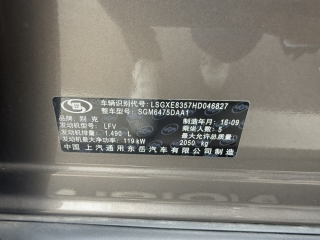 车辆识别代号: LSGXE8357HD046827
整车型号: SGM6475DAA1
品牌: 别克 制造年月: 16-09
发动机型号: LFV 乘坐人数: 5
发动机排量: 1.490 L 最大允许总质量:
发动机最大净功率: 119 kW 2050 kg
中国 上汽通用东岳汽车有限公司 制造